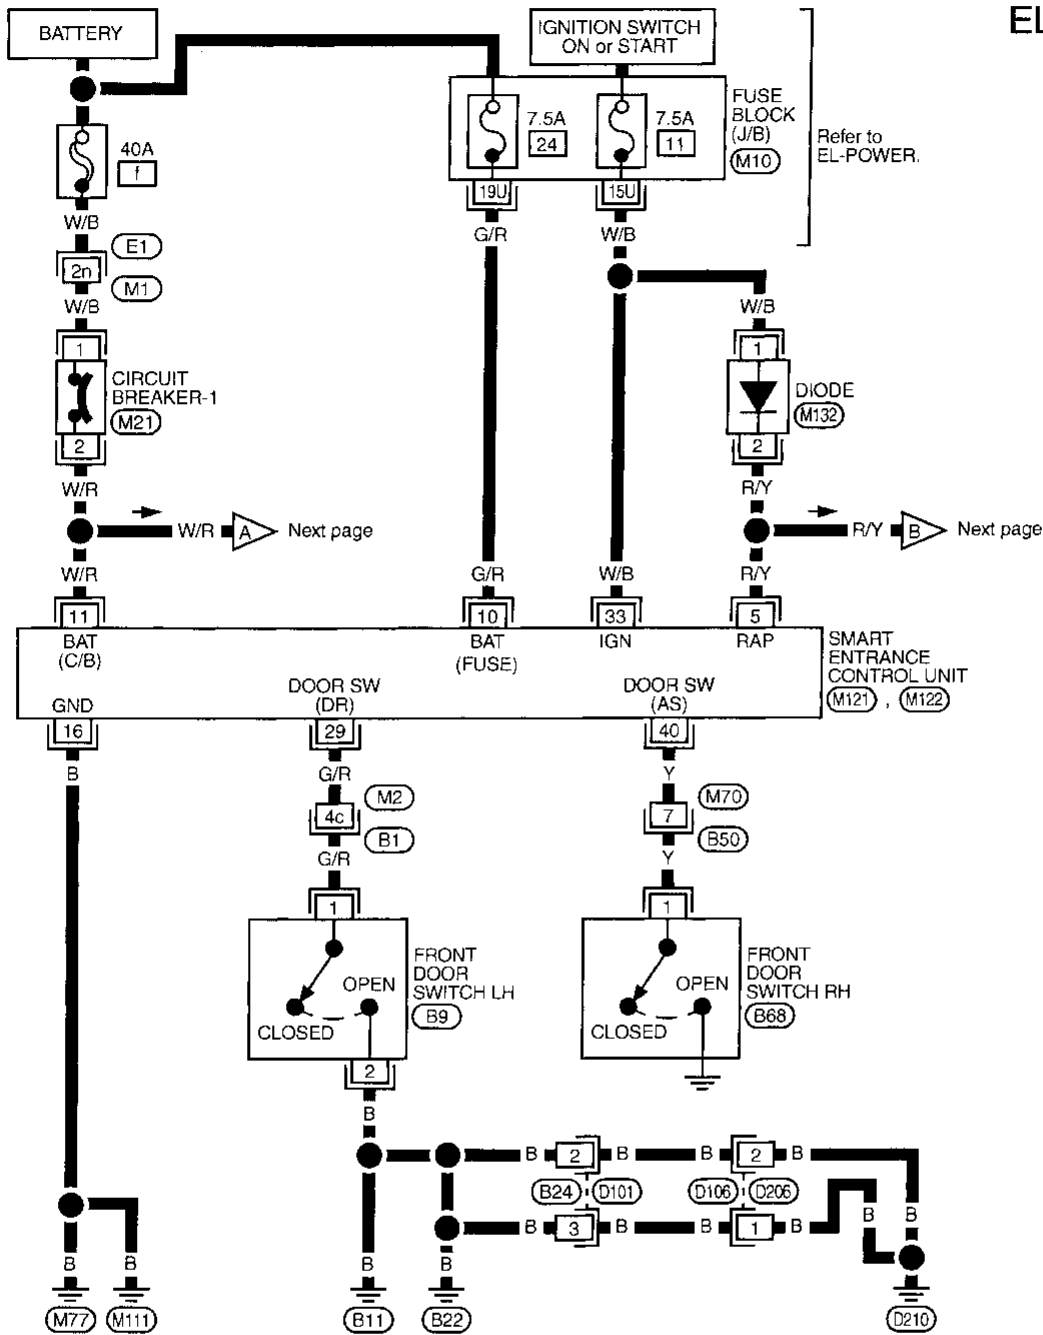 EL
BATTERY
IGNITION SWITCH
ON or START
7.5A
24
7.5A
11
FUSE
BLOCK
(J/B)
M10
Refer to
EL-POWER.
40A
f
19U
15U
W/B
G/R
W/B
E1
2n
M1
W/B
W/B
1
1
CIRCUIT
BREAKER-1
M21
DIODE
M132
2
2
W/R
R/Y
W/R
A
Next page
R/Y
B
Next page
W/R
G/R
W/B
R/Y
11
10
33
5
BAT
(C/B)
BAT
(FUSE)
IGN
RAP
SMART
ENTRANCE
CONTROL UNIT
M121 , M122
GND
DOOR SW
(DR)
DOOR SW
(AS)
16
29
40
B
G/R
Y
M2
4c
B1
M70
7
B50
G/R
Y
1
1
OPEN
CLOSED
FRONT
DOOR
SWITCH LH
B9
OPEN
CLOSED
FRONT
DOOR
SWITCH RH
B68
2
B
B
2
B
B
2
B
B24
D101
D106
D206
B
3
B
B
1
B
B
B
B
B
B
B
M77
M111
B11
B22
D210